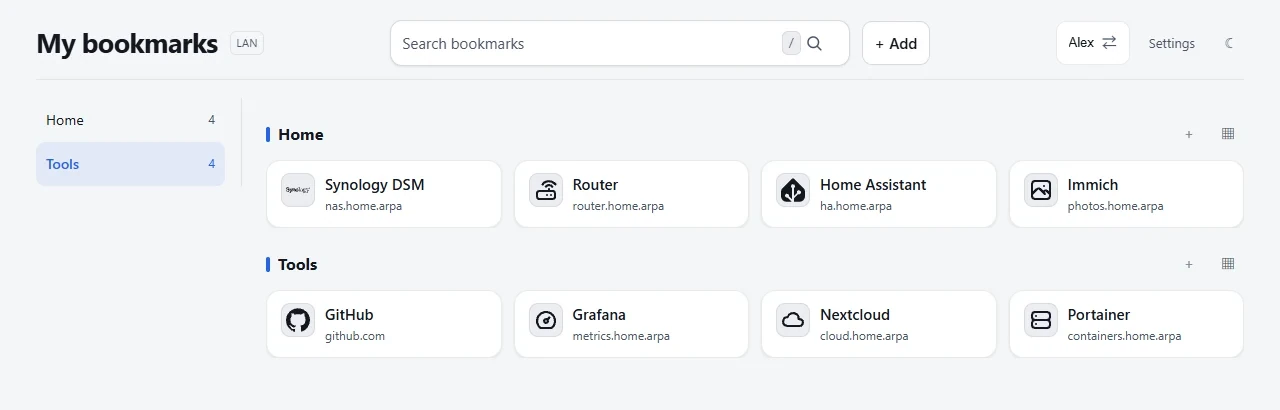 My bookmarks LAN
Search bookmarks /
+ Add
Alex
Settings
Home 4
Tools 4
Home
+
Synology DSM
nas.home.arpa
Router
router.home.arpa
Home Assistant
ha.home.arpa
Immich
photos.home.arpa
Tools
+
GitHub
github.com
Grafana
metrics.home.arpa
Nextcloud
cloud.home.arpa
Portainer
containers.home.arpa